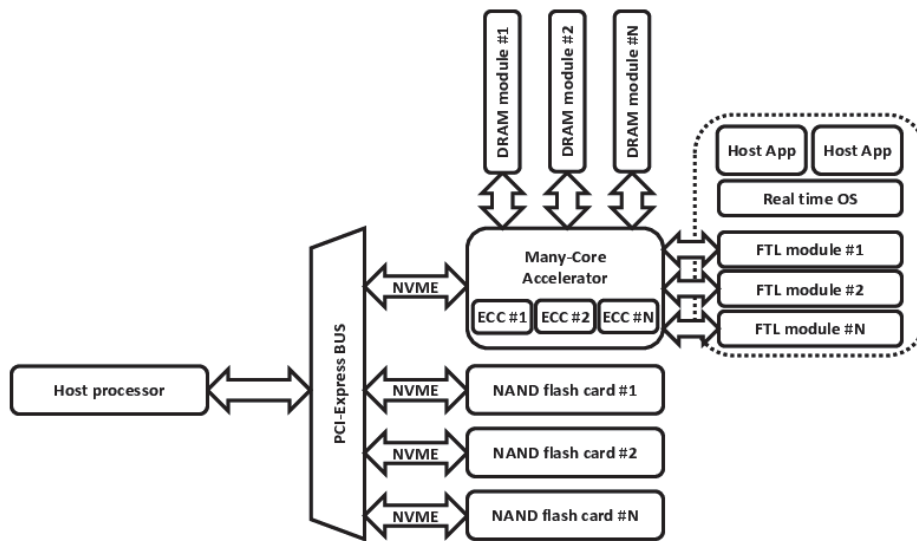 DRAM module #1
DRAM module #2
DRAM module #N
Host App
Host App
Real time OS
Many-Core
Accelerator
ECC #1
ECC #2
ECC #N
FTL module #1
FTL module #2
FTL module #N
NVME
PCI-Express BUS
Host processor
NVME
NAND flash card #1
NVME
NAND flash card #2
NVME
NAND flash card #N